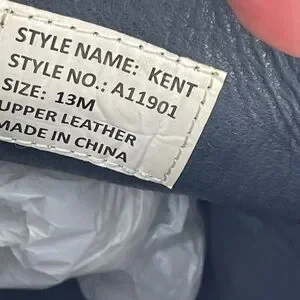 STYLE NAME: KENT
STYLE NO.: A11901
SIZE: 13M
UPPER LEATHER
MADE IN CHINA